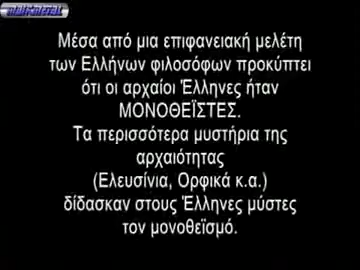 Μέσα από μια επιφανειακή μελέτη
των Ελλήνων φιλοσόφων προκύπτει
ότι οι αρχαίοι Έλληνες ήταν
ΜΟΝΟΘΕΪΣΤΕΣ.
Τα περισσότερα μυστήρια της
αρχαιότητας
(Ελευσίνια, Ορφικά κ.α.)
δίδασκαν στους Έλληνες μύστες
τον μονοθεϊσμό.